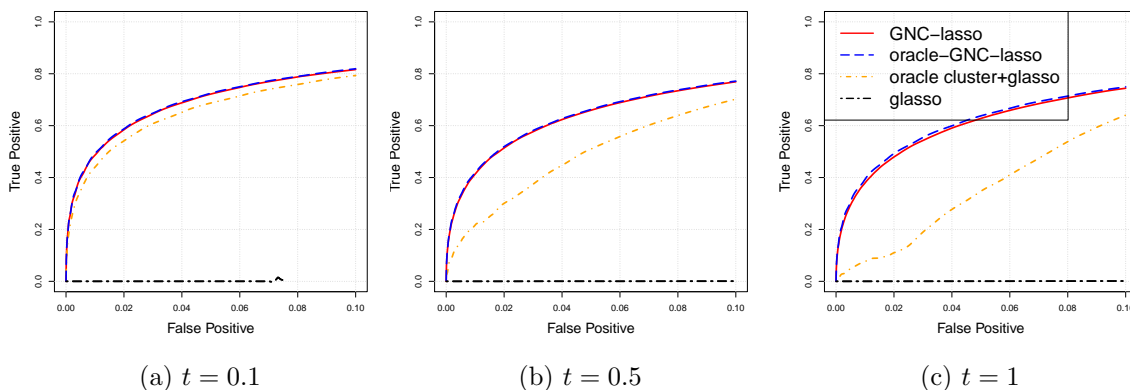 0.0 0.2 0.4 0.6 0.8 1.0
True Positive
0.00 0.02 0.04 0.06 0.08 0.10
False Positive
(a) t = 0.1
0.0 0.2 0.4 0.6 0.8 1.0
True Positive
0.00 0.02 0.04 0.06 0.08 0.10
False Positive
(b) t = 0.5
0.0 0.2 0.4 0.6 0.8 1.0
True Positive
GNC−lasso
oracle−GNC−lasso
oracle cluster+glasso
glasso
0.00 0.02 0.04 0.06 0.08 0.10
False Positive
(c) t = 1